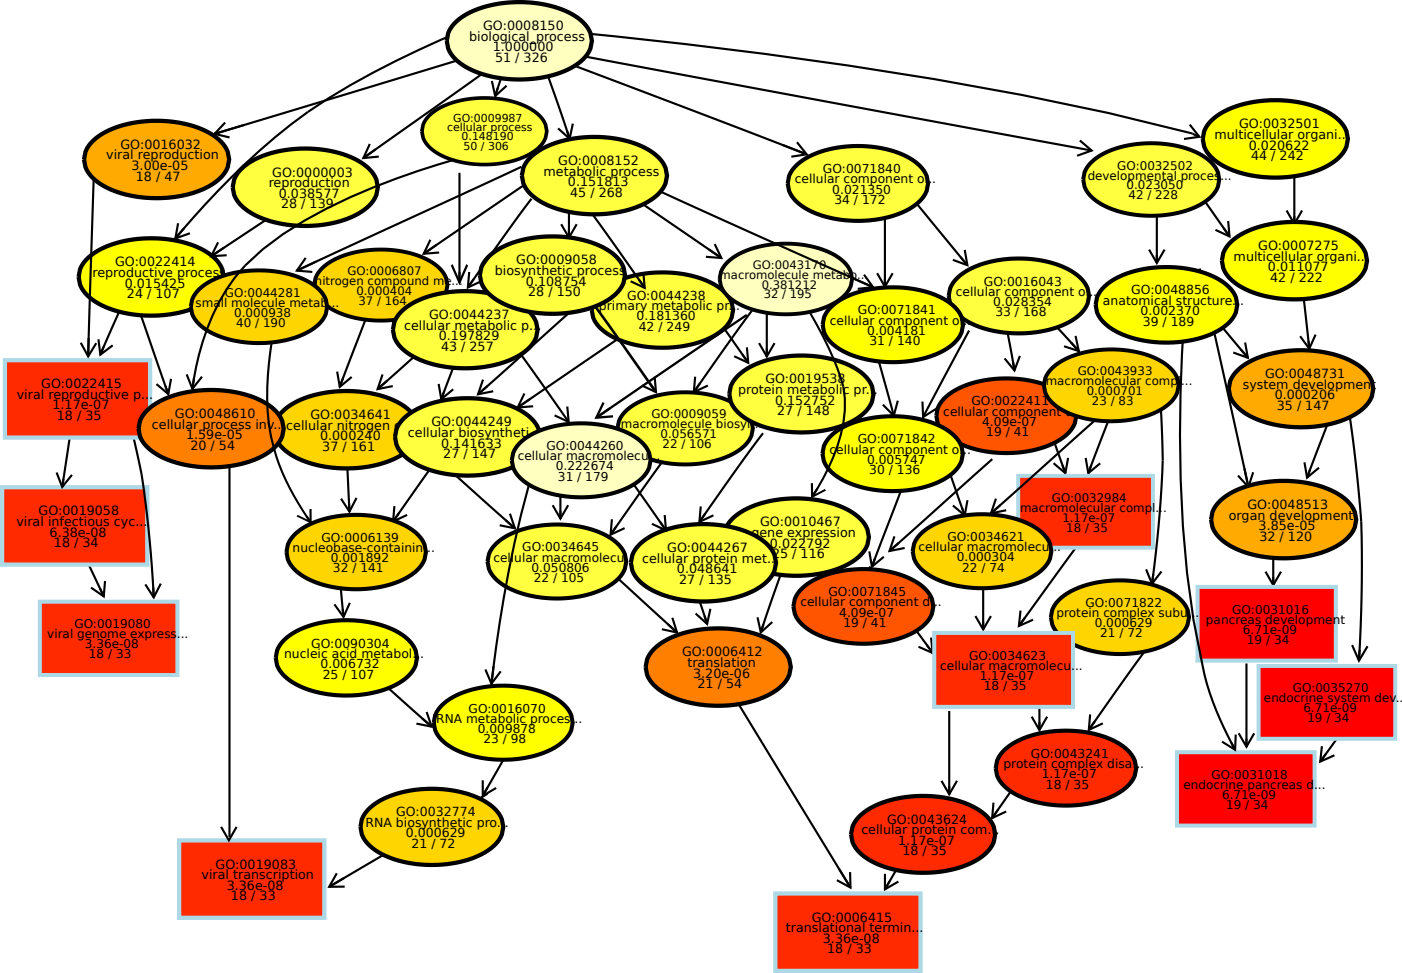 GO:0008150
biological_process
1.000000
51 / 326
GO:0009987
cellular process
0.148190
50 / 306
GO:0032501
multicellular organi...
0.020622
44 / 242
GO:0016032
viral reproduction
3.00e-05
18 / 47
GO:0000003
reproduction
0.038577
28 / 139
GO:0008152
metabolic process
0.151813
45 / 268
GO:0071840
cellular component o...
0.021350
34 / 172
GO:0032502
developmental proces...
0.023050
42 / 228
GO:0022414
reproductive process
0.015425
24 / 107
GO:0044281
small molecule metab...
0.000938
40 / 190
GO:0006807
nitrogen compound me...
0.000404
37 / 164
GO:0009058
biosynthetic process
0.108754
28 / 150
GO:0044237
cellular metabolic p...
0.197829
43 / 257
GO:0044238
primary metabolic pr...
0.181360
42 / 249
GO:0043170
macromolecule metabo...
0.381212
32 / 195
GO:0071841
cellular component o
0.004181
31 / 140
GO:0016043
cellular component o...
0.028354
33 / 168
GO:0048856
anatomical structure...
0.002370
39 / 189
GO:0007275
multicellular organi...
0.011077
42 / 222
GO:0022415
viral reproductive p...
1.17e-07
18 / 35
GO:0048610
cellular process inv...
1.59e-05
20 / 54
GO:0034641
cellular nitrogen
0.000240
37 / 161
GO:0044249
cellular biosyntheti
0.141633
27 / 147
GO:0044260
cellular macromolecu
0.222674
31 / 179
GO:0009059
macromolecule biosyn
0.056571
22 / 106
GO:0019538
protein metabolic pr...
0.152752
27 / 148
GO:0071842
cellular component o...
0.005747
30 / 136
GO:0022411
cellular component
4.09e-07
19 / 41
GO:0043933
macromolecular comp...
0.000701
23 / 83
GO:0048731
system development
0.000206
35 / 147
GO:0019058
viral infectious cyc...
6.38e-08
18 / 34
GO:0006139
nucleobase-containin...
0.001892
32 / 141
GO:0034645
cellular macromolecu
0.050806
22 / 105
GO:0044267
cellular protein met...
0.048641
27 / 135
GO:0010467
gene expression
0.022792
25 / 116
GO:0034621
cellular macromolecu...
0.000304
22 / 74
GO:0032984
macromolecular compl...
1.17e-07
18 / 35
GO:0048513
organ development
3.85e-05
32 / 120
GO:0019080
viral genome express...
3.36e-08
18 / 33
GO:0090304
nucleic acid metabol...
0.006732
25 / 107
GO:0006412
translation
3.20e-06
21 / 54
GO:0071845
cellular component d...
4.09e-07
19 / 41
GO:0034623
cellular macromolecu...
1.17e-07
18 / 35
GO:0071822
protein complex subu...
0.000629
21 / 72
GO:0031016
pancreas development
6.71e-09
19 / 34
GO:0035270
endocrine system dev...
6.71e-09
19 / 34
GO:0016070
RNA metabolic proces...
0.009878
23 / 98
GO:0043241
protein complex disa...
1.17e-07
18 / 35
GO:0031018
endocrine pancreas d...
6.71e-09
19 / 34
GO:0032774
RNA biosynthetic pro...
0.000629
21 / 72
GO:0043624
cellular protein com...
1.17e-07
18 / 35
GO:0019083
viral transcription
3.36e-08
18 / 33
GO:0006415
translational termin...
3.36e-08
18 / 33